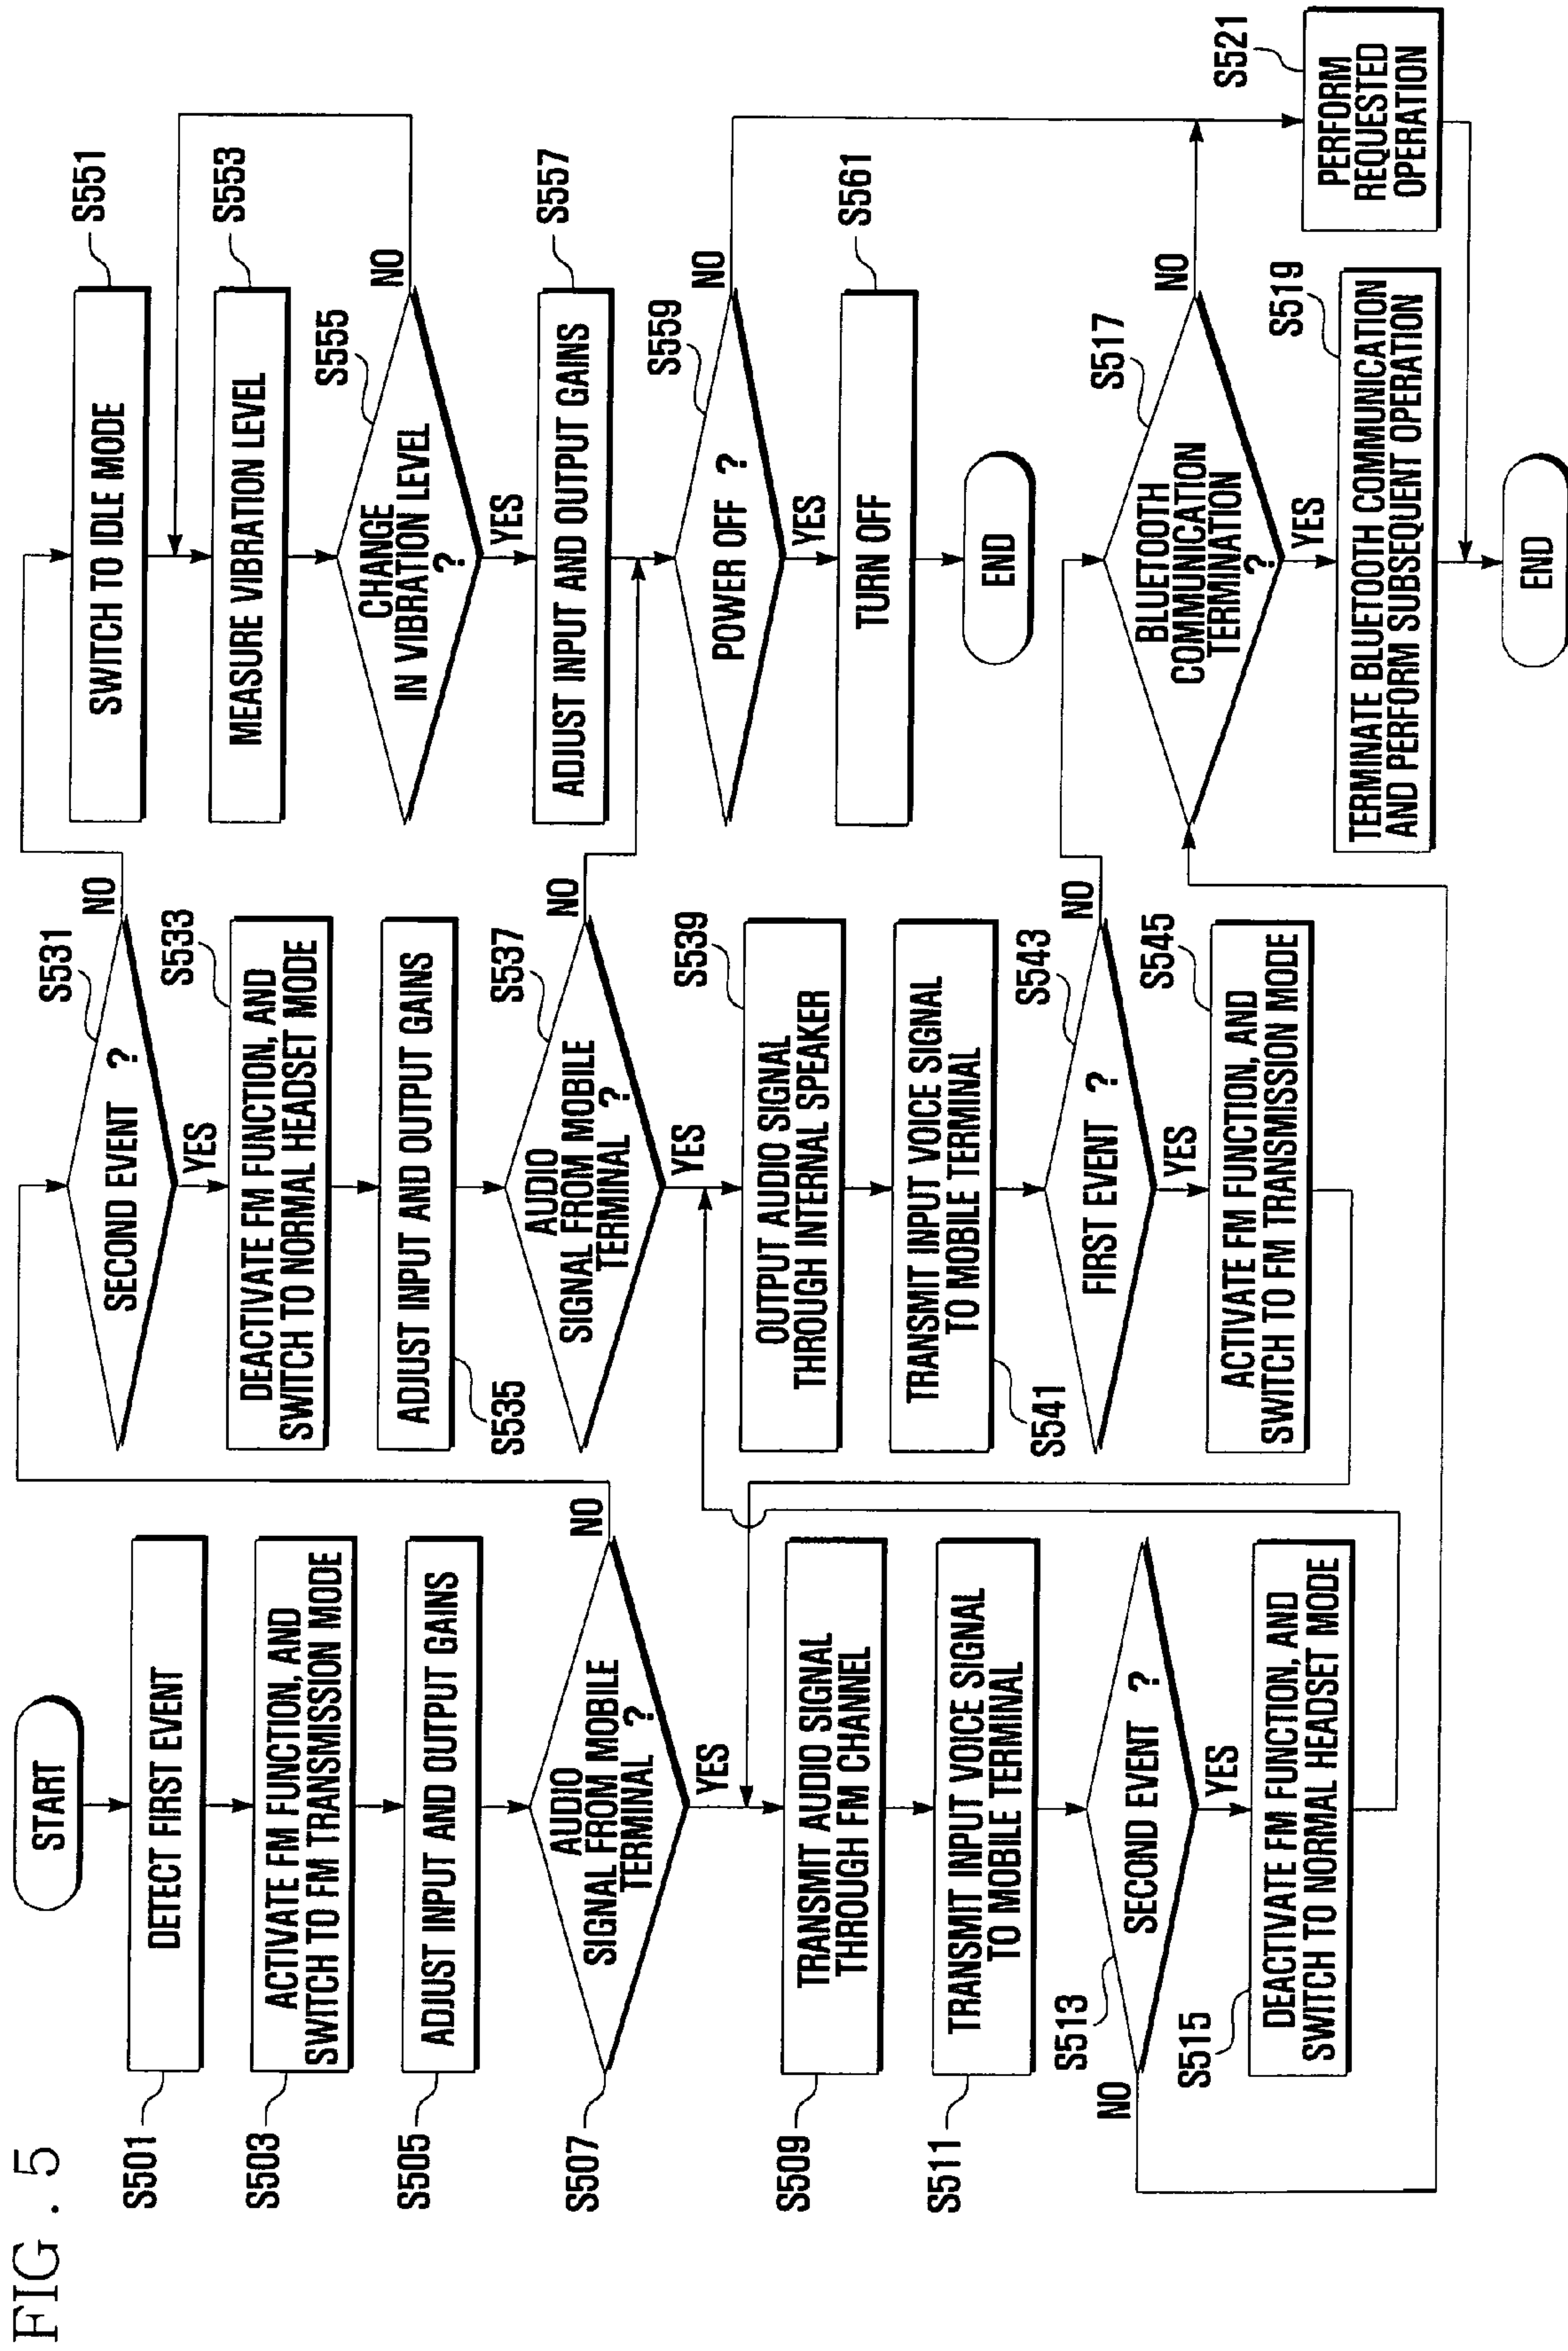 FIG. 5
START
S501
DETECT FIRST EVENT
S503
ACTIVATE FM FUNCTION, AND
SWITCH TO FM TRANSMISSION MODE
S505
ADJUST INPUT AND OUTPUT GAINS
S507
AUDIO
SIGNAL FROM MOBILE
TERMINAL ?
NO
YES
S509
TRANSMIT AUDIO SIGNAL
THROUGH FM CHANNEL
S511
TRANSMIT INPUT VOICE SIGNAL
TO MOBILE TERMINAL
S513
SECOND EVENT ?
NO
YES
S515
DEACTIVATE FM FUNCTION, AND
SWITCH TO NORMAL HEADSET MODE
S531
SECOND EVENT ?
NO
YES
S533
DEACTIVATE FM FUNCTION, AND
SWITCH TO NORMAL HEADSET MODE
ADJUST INPUT AND OUTPUT GAINS
S535
S537
AUDIO
SIGNAL FROM MOBILE
TERMINAL ?
NO
YES
S539
OUTPUT AUDIO SIGNAL
THROUGH INTERNAL SPEAKER
TRANSMIT INPUT VOICE SIGNAL
TO MOBILE TERMINAL
S541
S543
FIRST EVENT ?
NO
YES
S545
ACTIVATE FM FUNCTION, AND
SWITCH TO FM TRANSMISSION MODE
S551
SWITCH TO IDLE MODE
S553
MEASURE VIBRATION LEVEL
S555
CHANGE
IN VIBRATION LEVEL
?
NO
YES
S557
ADJUST INPUT AND OUTPUT GAINS
S559
POWER OFF ?
NO
YES
S561
TURN OFF
END
S517
BLUETOOTH
COMMUNICATION
TERMINATION
?
NO
YES
S519
TERMINATE BLUETOOTH COMMUNICATION
AND PERFORM SUBSEQUENT OPERATION
S521
PERFORM
REQUESTED
OPERATION
END